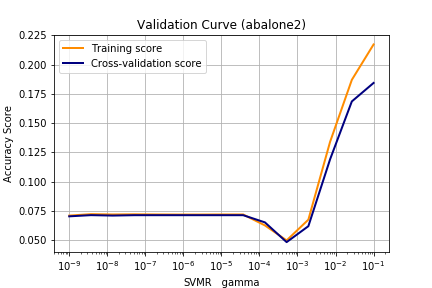 Validation Curve (abalone2)
Training score
Cross-validation score
Accuracy Score
0.225
0.200
0.175
0.150
0.125
0.100
0.075
0.050
10⁻⁹ 10⁻⁸ 10⁻⁷ 10⁻⁶ 10⁻⁵ 10⁻⁴ 10⁻³ 10⁻² 10⁻¹
SVMR gamma